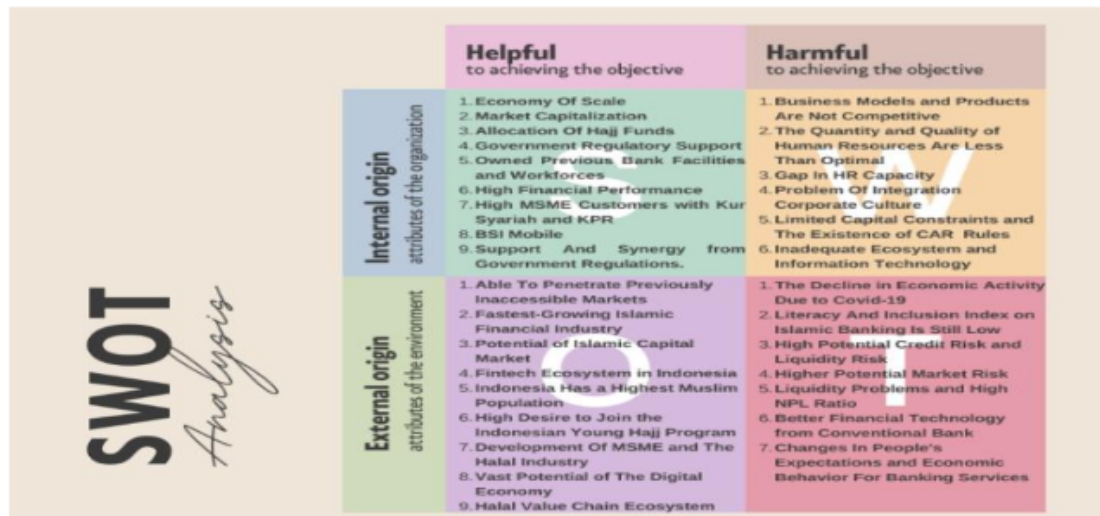 SWOT
Analysis
Helpful
to achieving the objective
Harmful
to achieving the objective
Internal origin
attributes of the organization
S
1. Economy Of Scale
2. Market Capitalization
3. Allocation Of Hajj Funds
4. Government Regulatory Support
5. Owned Previous Bank Facilities
and Workforces
6. High Financial Performance
7. High MSME Customers with Kur
Syariah and KPR
8. BSI Mobile
9. Support And Synergy from
Government Regulations.
W
1. Business Models and Products
Are Not Competitive
2. The Quantity and Quality of
Human Resources Are Less
Than Optimal
3. Gap In HR Capacity
4. Problem Of Integration
Corporate Culture
5. Limited Capital Constraints and
The Existence of CAR Rules
6. Inadequate Ecosystem and
Information Technology
External origin
attributes of the environment
O
1. Able To Penetrate Previously
Inaccessible Markets
2. Fastest-Growing Islamic
Financial Industry
3. Potential of Islamic Capital
Market
4. Fintech Ecosystem in Indonesia
5. Indonesia Has a Highest Muslim
Population
6. High Desire to Join the
Indonesian Young Hajj Program
7. Development Of MSME and The
Halal Industry
8. Vast Potential of The Digital
Economy
9. Halal Value Chain Ecosystem
T
1. The Decline in Economic Activity
Due to Covid-19
2. Literacy And Inclusion Index on
Islamic Banking Is Still Low
3. High Potential Credit Risk and
Liquidity Risk
4. Higher Potential Market Risk
5. Liquidity Problems and High
NPL Ratio
6. Better Financial Technology
from Conventional Bank
7. Changes In People's
Expectations and Economic
Behavior For Banking Services